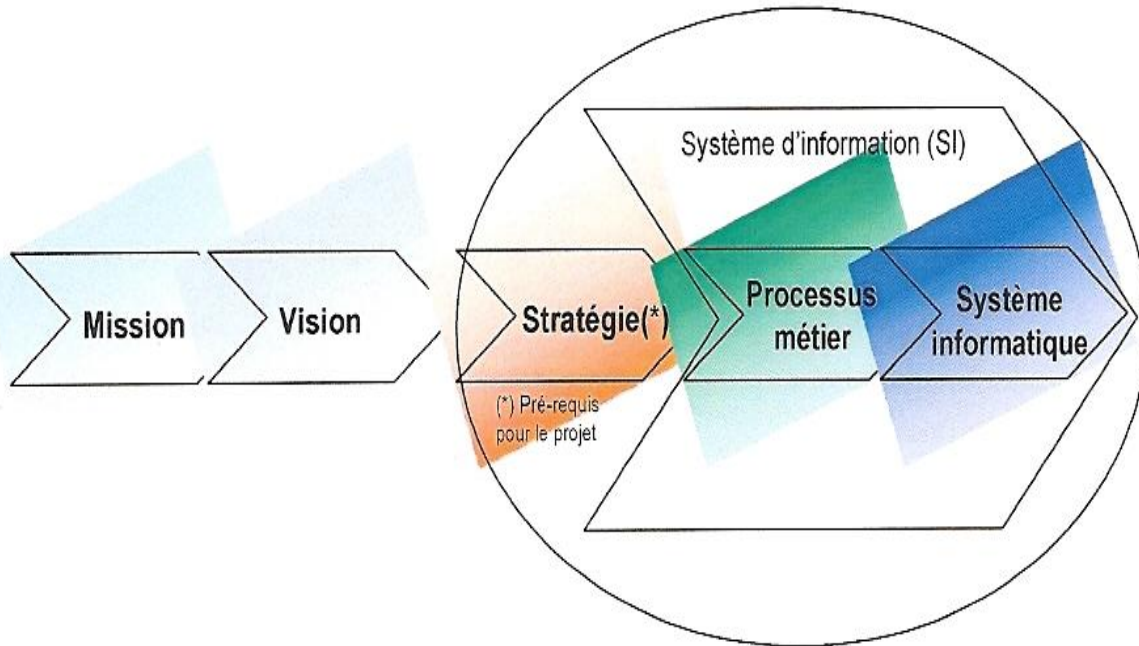 Système d'information (SI)
Mission
Vision
Stratégie(*)
Processus
métier
Système
informatique
(*) Pré-requis
pour le projet